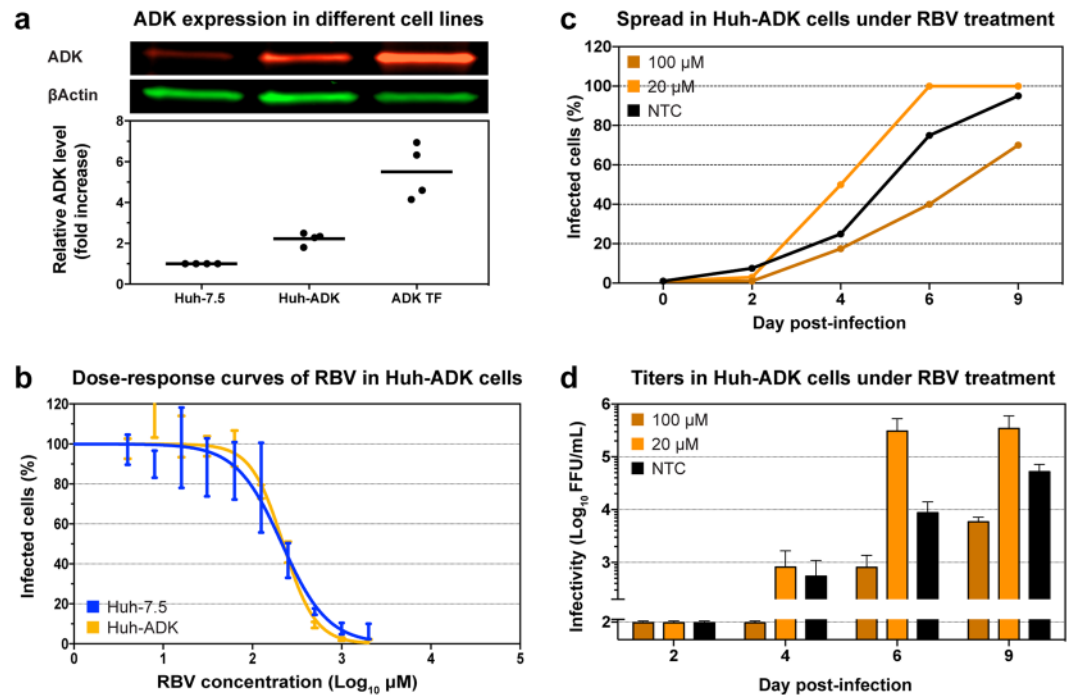 a
ADK expression in different cell lines
ADK
βActin
Relative ADK level
(fold increase)
8
6
4
2
0
Huh-7.5
Huh-ADK
ADK TF
b
Dose-response curves of RBV in Huh-ADK cells
Infected cells (%)
120
100
80
60
40
20
0
Huh-7.5
Huh-ADK
0
1
2
3
4
5
RBV concentration (Log₁₀ µM)
c
Spread in Huh-ADK cells under RBV treatment
Infected cells (%)
120
100
80
60
40
20
0
100 µM
20 µM
NTC
0
2
4
6
9
Day post-infection
d
Titers in Huh-ADK cells under RBV treatment
Infectivity (Log₁₀ FFU/mL)
6
5
4
3
2
100 µM
20 µM
NTC
2
4
6
9
Day post-infection